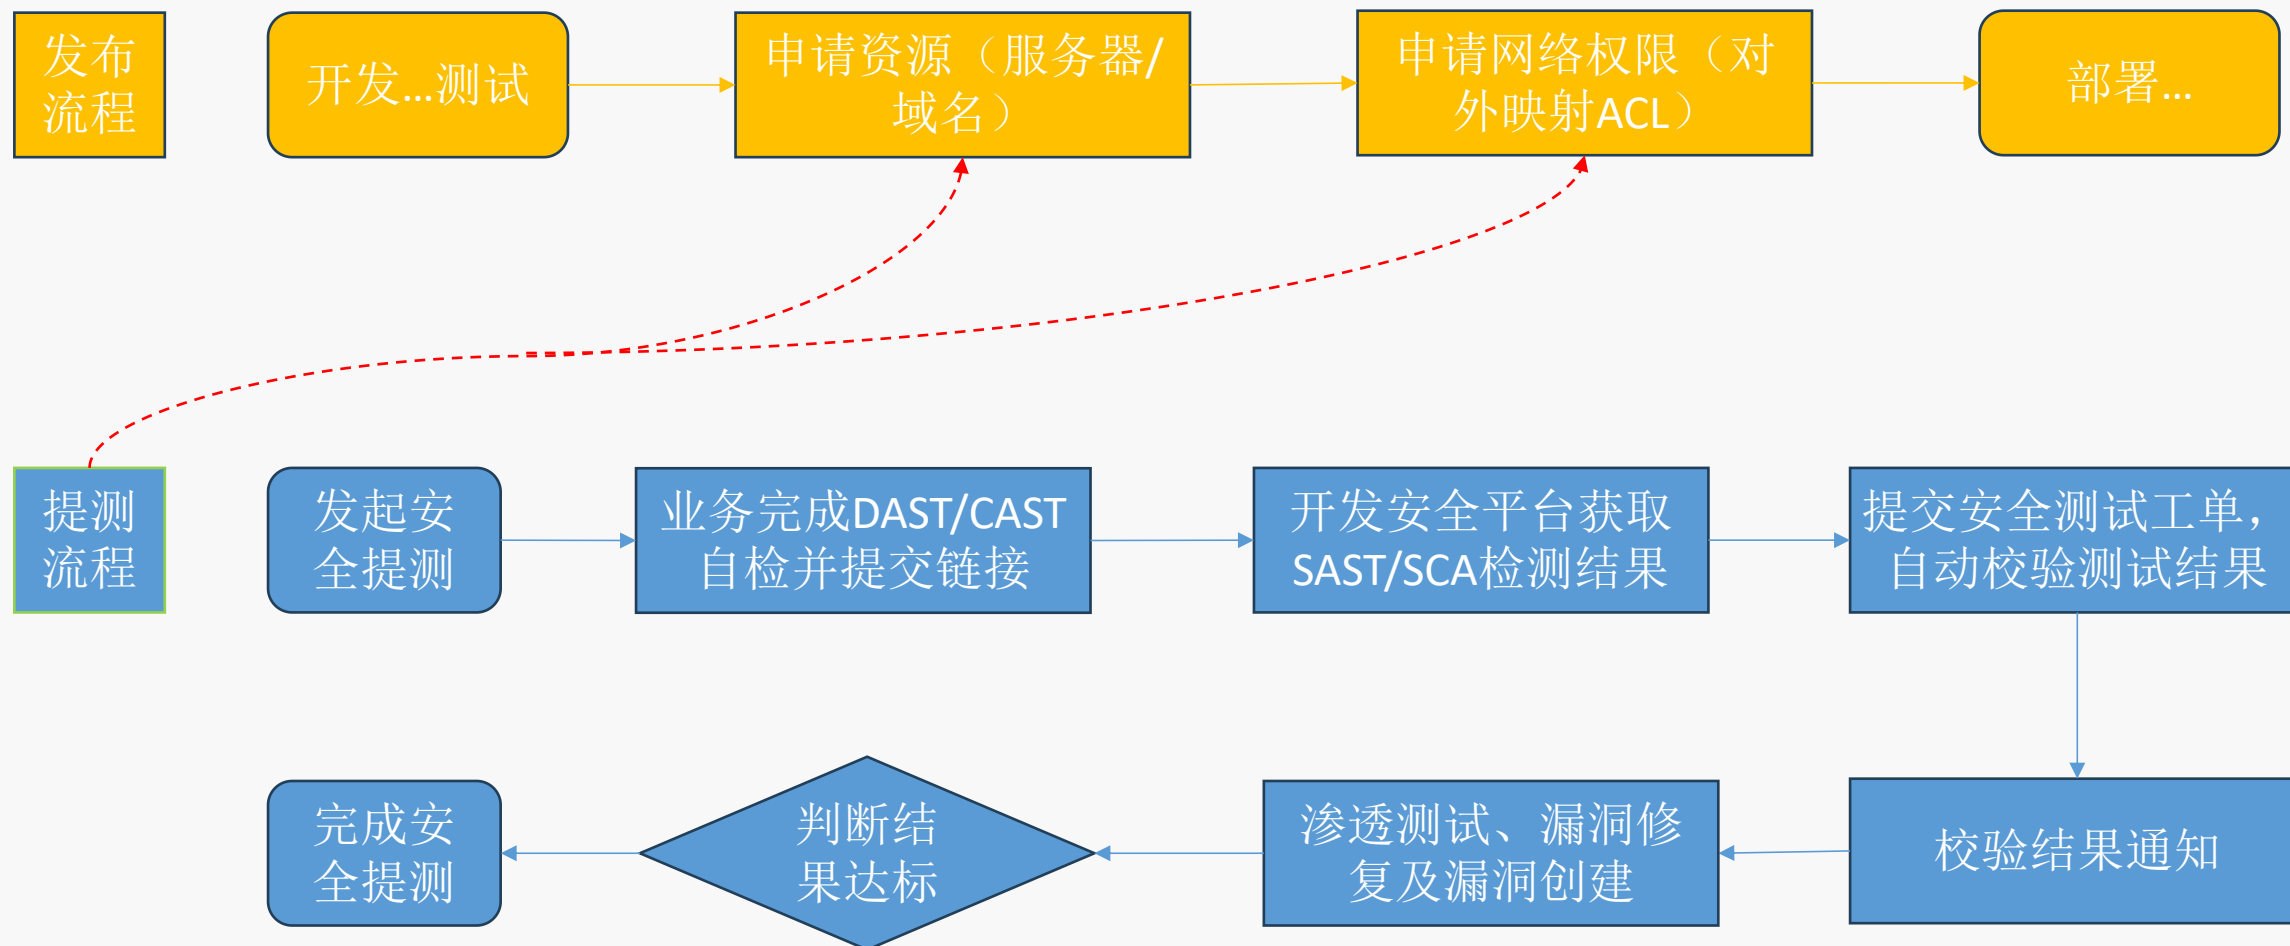 发布
流程
开发...测试
申请资源（服务器/
域名）
申请网络权限（对
外映射ACL）
部署...
提测
流程
发起安
全提测
业务完成DAST/CAST
自检并提交链接
开发安全平台获取
SAST/SCA检测结果
提交安全测试工单，
自动校验测试结果
完成安
全提测
判断结
果达标
渗透测试、漏洞修
复及漏洞创建
校验结果通知